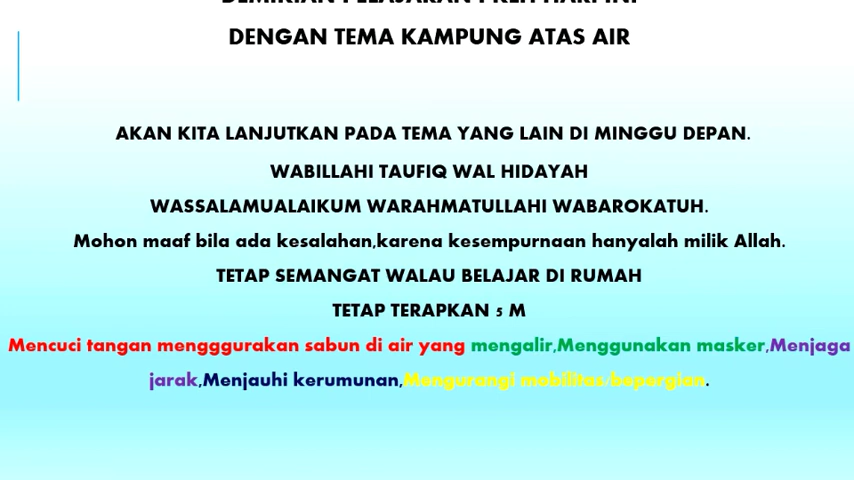 DENGAN TEMA KAMPUNG ATAS AIR
AKAN KITA LANJUTKAN PADA TEMA YANG LAIN DI MINGGU DEPAN.
WABILLAHI TAUFIQ WAL HIDAYAH
WASSALAMUALAIKUM WARAHMATULLAHI WABAROKATUH.
Mohon maaf bila ada kesalahan,karena kesempurnaan hanyalah milik Allah.
TETAP SEMANGAT WALAU BELAJAR DI RUMAH
TETAP TERAPKAN 5 M
Mencuci tangan mengggurakan sabun di air yang mengalir,Menggunakan masker,Menjaga
jarak,Menjauhi kerumunan,Mengurangi mobilitas/bepergian.